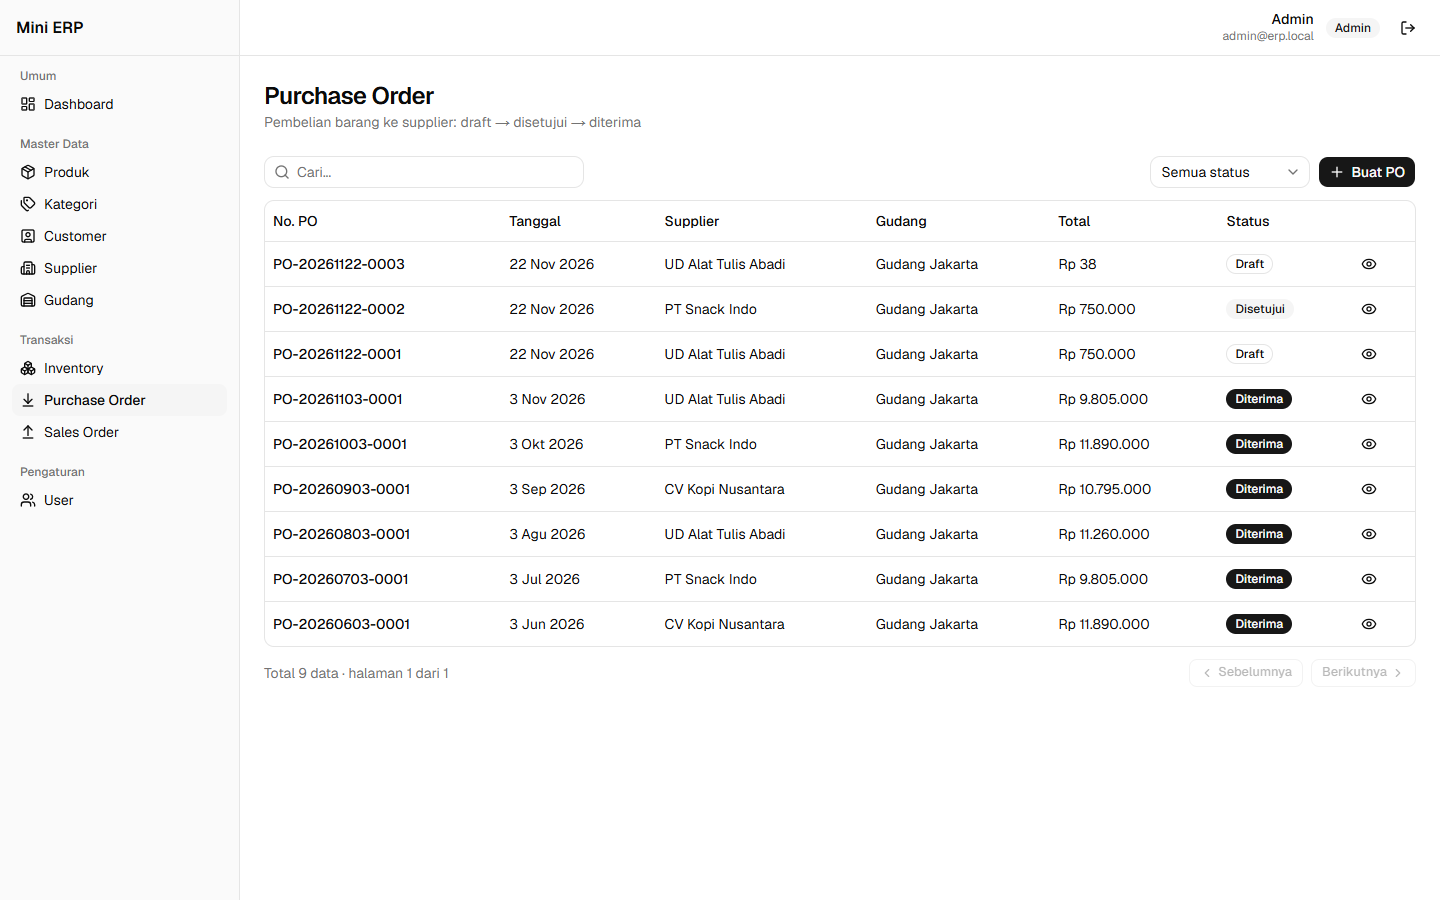 Mini ERP
Admin
admin@erp.local
Admin
Umum
Dashboard
Master Data
Produk
Kategori
Customer
Supplier
Gudang
Transaksi
Inventory
Purchase Order
Sales Order
Pengaturan
User
Purchase Order
Pembelian barang ke supplier: draft → disetujui → diterima
Cari...
Semua status
Buat PO
No. PO Tanggal Supplier Gudang Total Status
PO-20261122-0003 22 Nov 2026 UD Alat Tulis Abadi Gudang Jakarta Rp 38 Draft
PO-20261122-0002 22 Nov 2026 PT Snack Indo Gudang Jakarta Rp 750.000 Disetujui
PO-20261122-0001 22 Nov 2026 UD Alat Tulis Abadi Gudang Jakarta Rp 750.000 Draft
PO-20261103-0001 3 Nov 2026 UD Alat Tulis Abadi Gudang Jakarta Rp 9.805.000 Diterima
PO-20261003-0001 3 Okt 2026 PT Snack Indo Gudang Jakarta Rp 11.890.000 Diterima
PO-20260903-0001 3 Sep 2026 CV Kopi Nusantara Gudang Jakarta Rp 10.795.000 Diterima
PO-20260803-0001 3 Agu 2026 UD Alat Tulis Abadi Gudang Jakarta Rp 11.260.000 Diterima
PO-20260703-0001 3 Jul 2026 PT Snack Indo Gudang Jakarta Rp 9.805.000 Diterima
PO-20260603-0001 3 Jun 2026 CV Kopi Nusantara Gudang Jakarta Rp 11.890.000 Diterima
Total 9 data · halaman 1 dari 1
Sebelumnya
Berikutnya